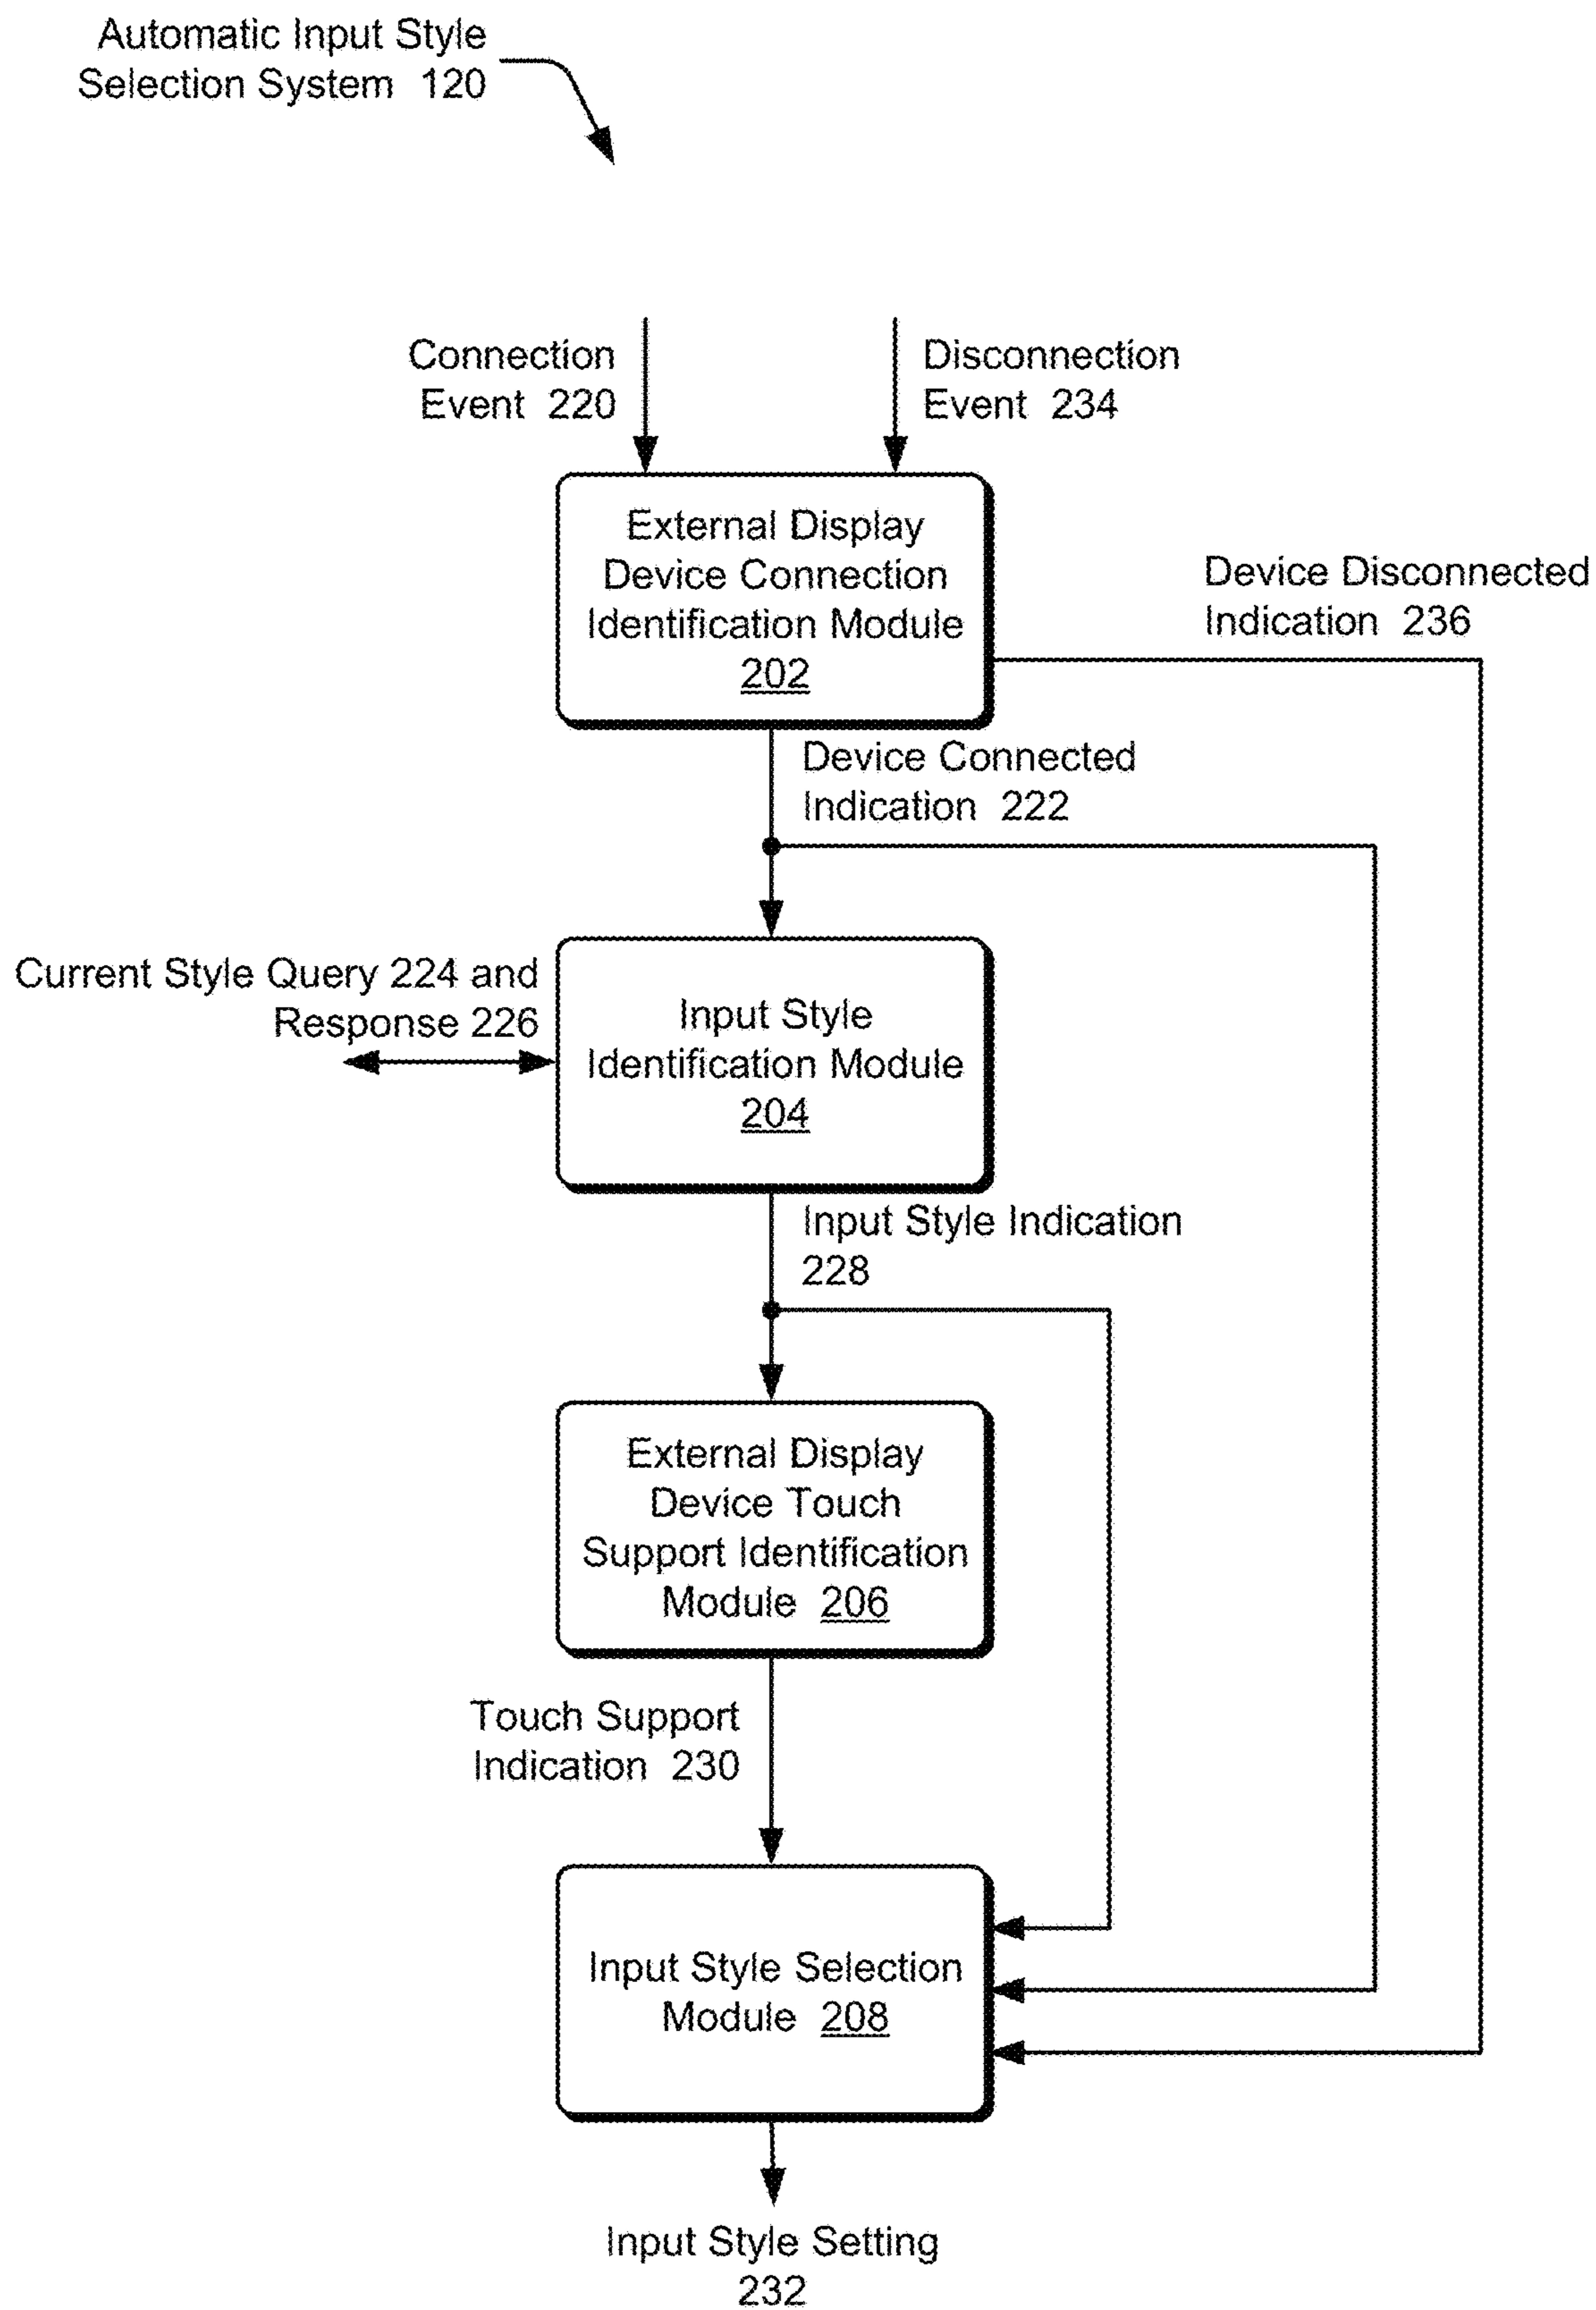 Automatic Input Style
Selection System 120
Connection
Event 220
Disconnection
Event 234
External Display
Device Connection
Identification Module
202
Device Disconnected
Indication 236
Device Connected
Indication 222
Current Style Query 224 and
Response 226
Input Style
Identification Module
204
Input Style Indication
228
External Display
Device Touch
Support Identification
Module 206
Touch Support
Indication 230
Input Style Selection
Module 208
Input Style Setting
232